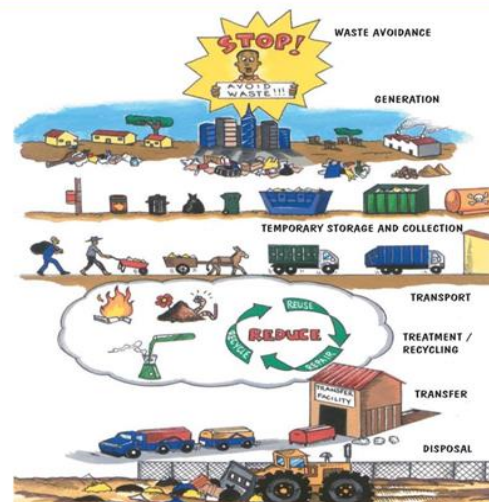 STOP!
WASTE AVOIDANCE
AVOID
WASTE!!!
GENERATION
TEMPORARY STORAGE AND COLLECTION
TRANSPORT
REUSE
REDUCE
RECYCLE
REPAIR
TREATMENT /
RECYCLING
TRANSFER
FACILITY
TRANSFER
DISPOSAL